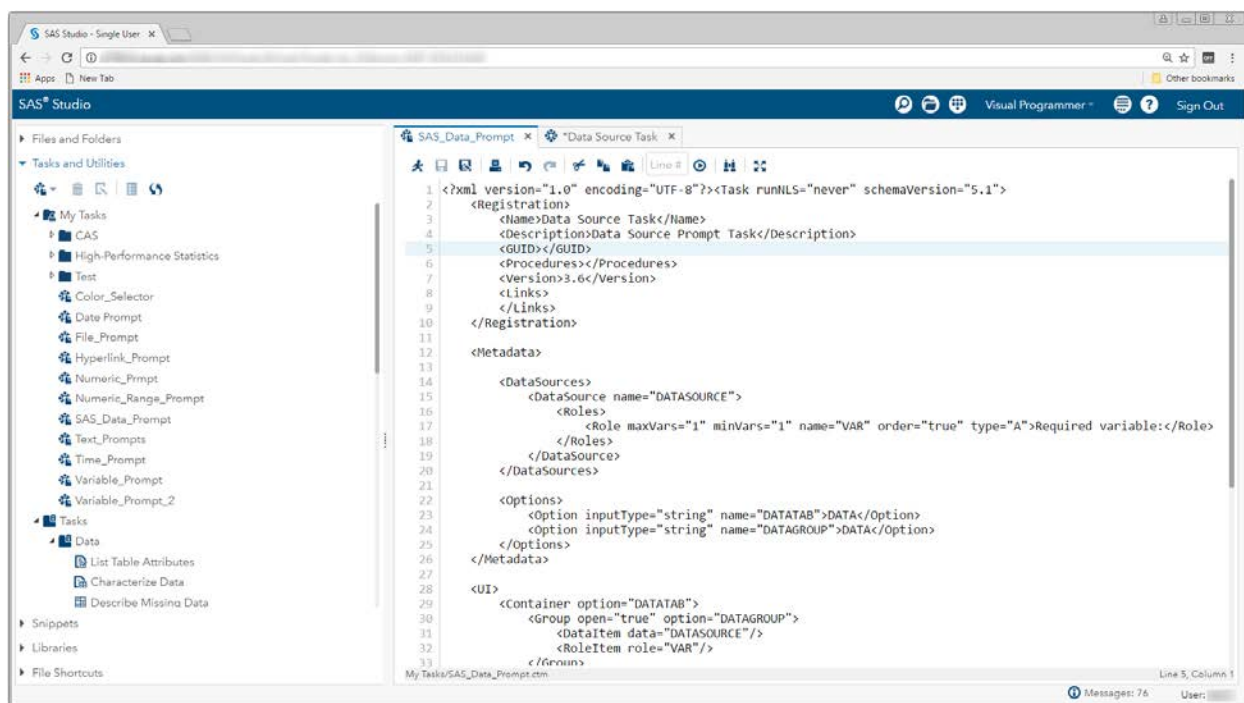 SAS Studio - Single User
Apps New Tab
Other bookmarks
SAS® Studio
Visual Programmer
Sign Out
Files and Folders
Tasks and Utilities
My Tasks
CAS
High-Performance Statistics
Test
Color_Selector
Date Prompt
File_Prompt
Hyperlink_Prompt
Numeric_Prmpt
Numeric_Range_Prompt
SAS_Data_Prompt
Text_Prompts
Time_Prompt
Variable_Prompt
Variable_Prompt_2
Tasks
Data
List Table Attributes
Characterize Data
Describe Missing Data
Snippets
Libraries
File Shortcuts
SAS_Data_Prompt *Data Source Task
Line #
1 <?xml version="1.0" encoding="UTF-8"?><Task runNLS="never" schemaVersion="5.1">
2 <Registration>
3 <Name>Data Source Task</Name>
4 <Description>Data Source Prompt Task</Description>
5 <GUID></GUID>
6 <Procedures></Procedures>
7 <Version>3.6</Version>
8 <Links>
9 </Links>
10 </Registration>
11
12 <Metadata>
13
14 <DataSources>
15 <DataSource name="DATASOURCE">
16 <Roles>
17 <Role maxVars="1" minVars="1" name="VAR" order="true" type="A">Required variable:</Role>
18 </Roles>
19 </DataSource>
20 </DataSources>
21
22 <Options>
23 <Option inputType="string" name="DATATAB">DATA</Option>
24 <Option inputType="string" name="DATAGROUP">DATA</Option>
25 </Options>
26 </Metadata>
27
28 <UI>
29 <Container option="DATATAB">
30 <Group open="true" option="DATAGROUP">
31 <DataItem data="DATASOURCE"/>
32 <RoleItem role="VAR"/>
33 </Group>
My Tasks/SAS_Data_Prompt.ctm
Line 5, Column 1
Messages: 76
User: